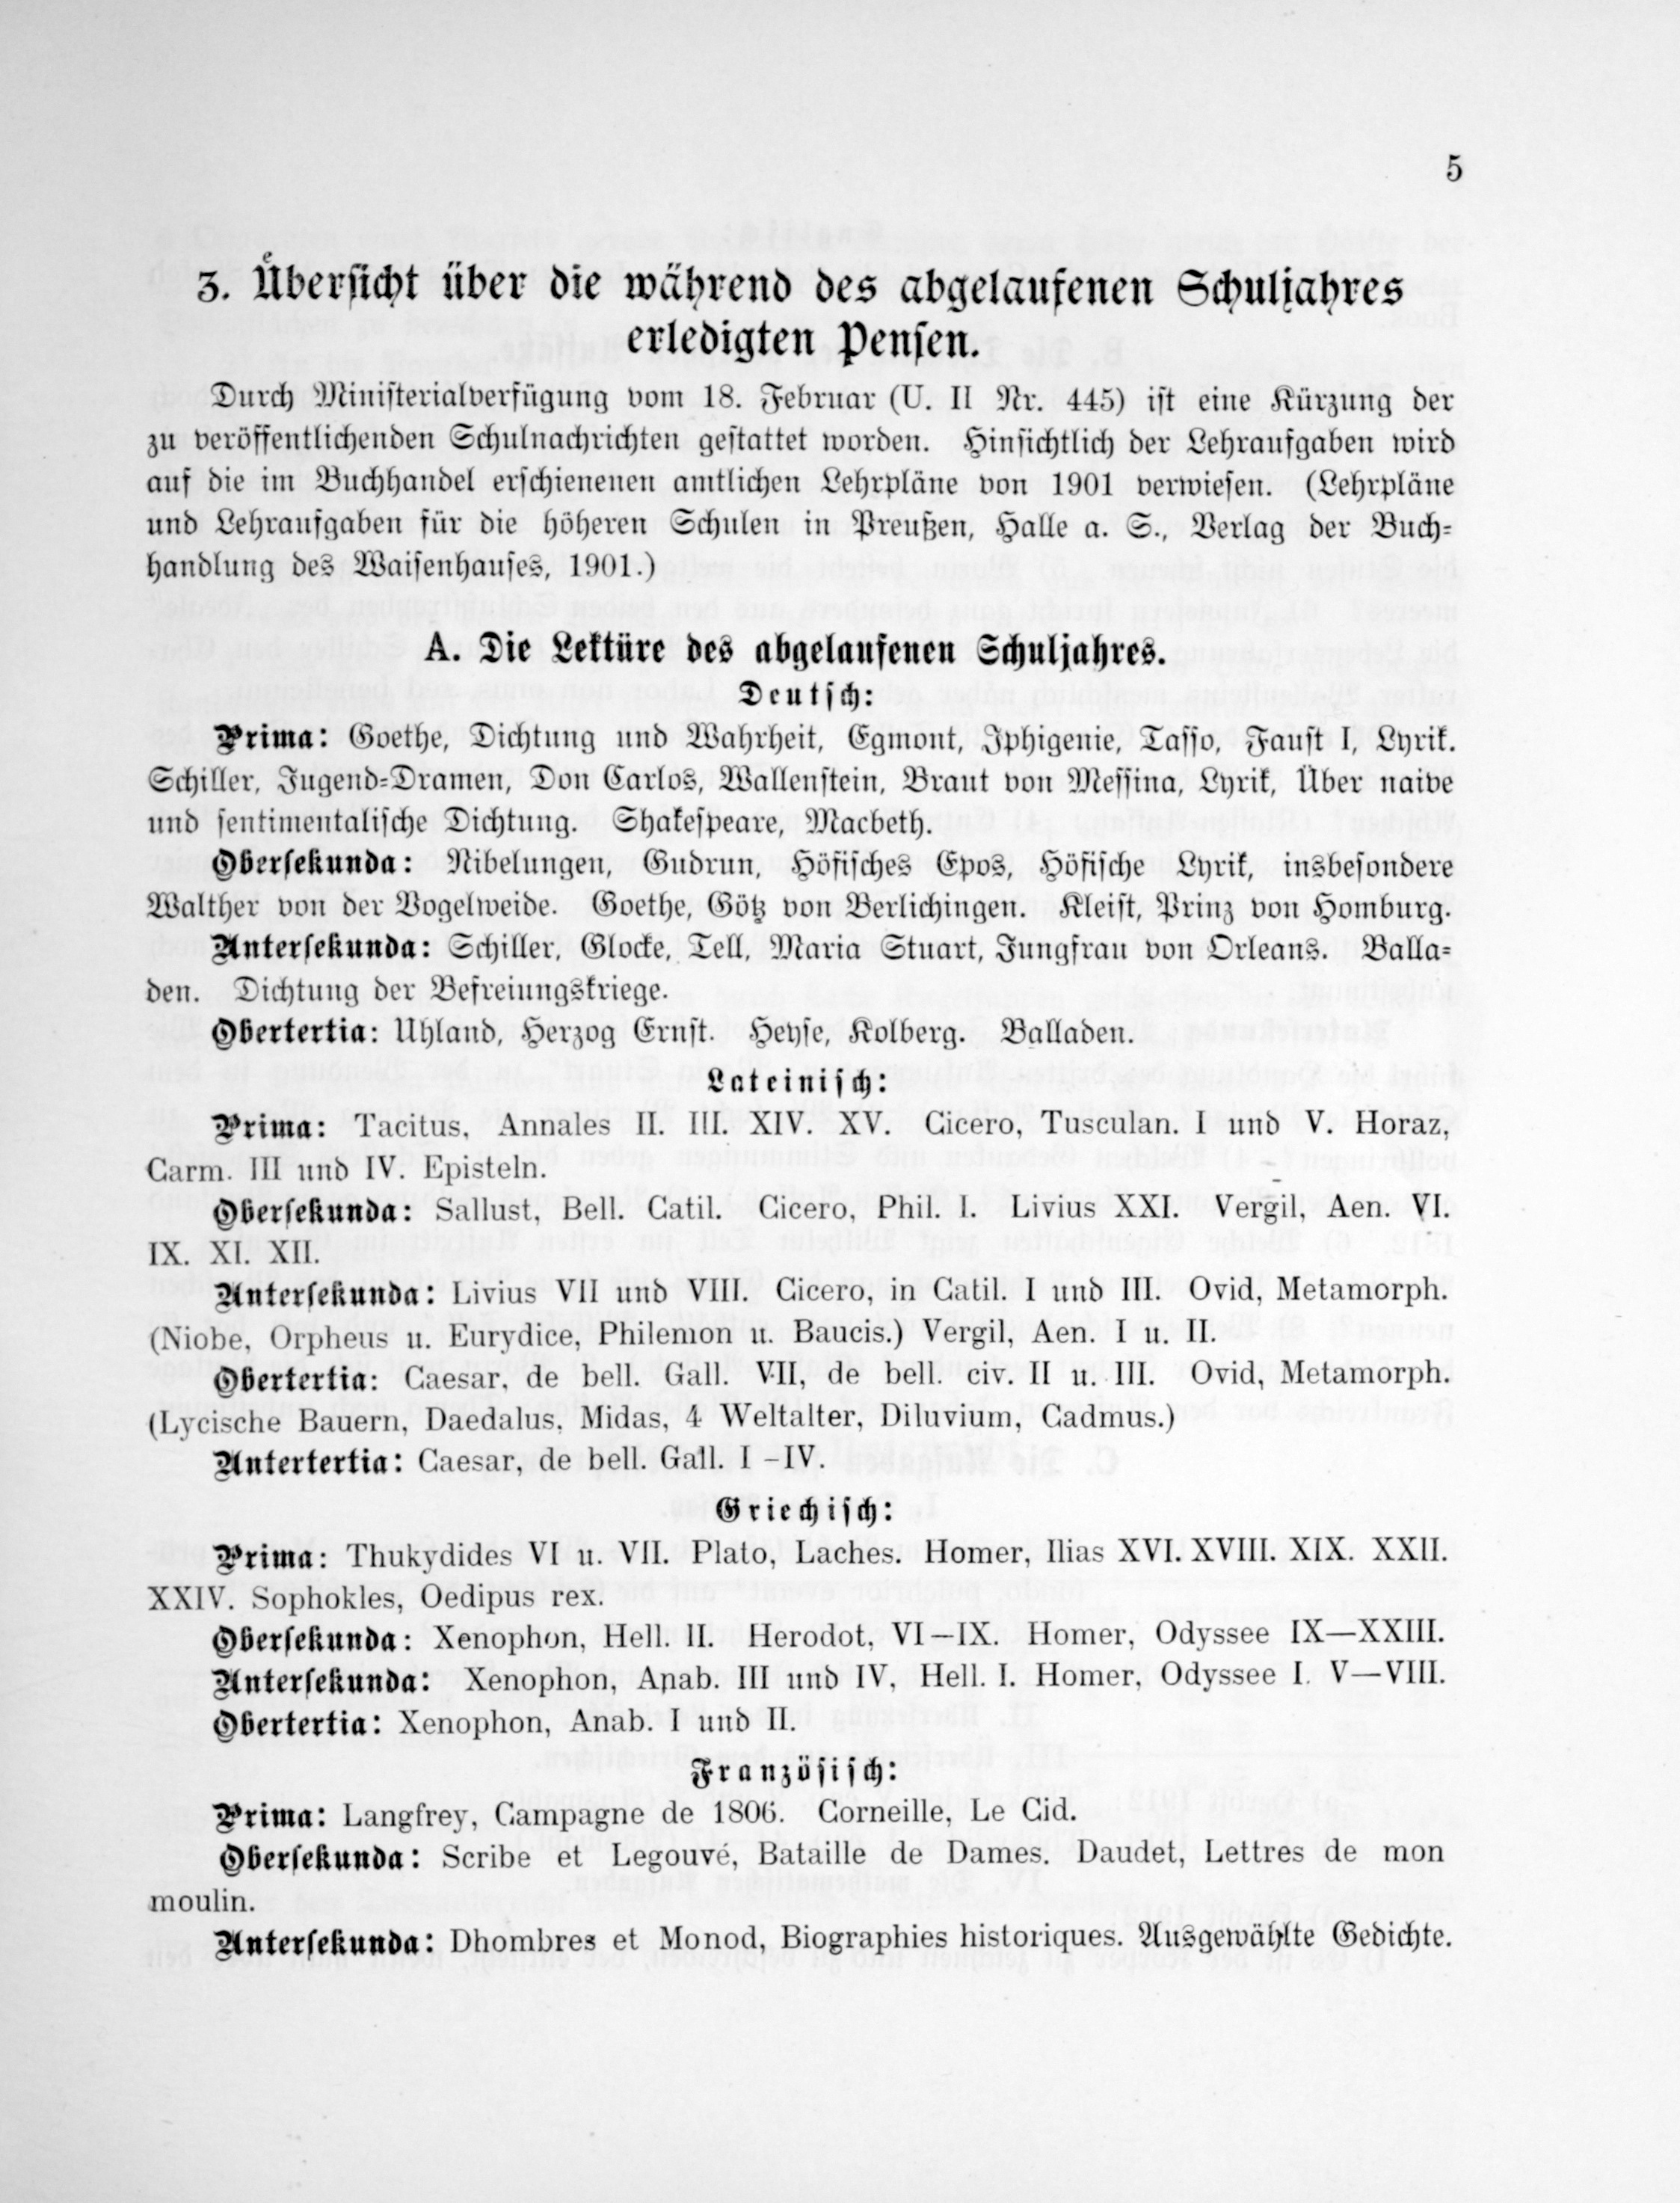 5
3. Übersicht über die während des abgelaufenen Schuljahres
erledigten Pensen.
Durch Ministerialverfügung vom 18. Februar (U. II Nr. 445) ist eine Kürzung der
zu veröffentlichenden Schulnachrichten gestattet worden. Hinsichtlich der Lehraufgaben wird
auf die im Buchhandel erschienenen amtlichen Lehrpläne von 1901 verwiesen. (Lehrpläne
und Lehraufgaben für die höheren Schulen in Preußen, Halle a. S., Verlag der Buch-
handlung des Waisenhauses, 1901.)
A. Die Lektüre des abgelaufenen Schuljahres.
Deutsch:
Prima: Goethe, Dichtung und Wahrheit, Egmont, Iphigenie, Tasso, Faust I, Lyrik.
Schiller, Jugend-Dramen, Don Carlos, Wallenstein, Braut von Messina, Lyrik, Über naive
und sentimentalische Dichtung. Shakespeare, Macbeth.
Obersekunda: Nibelungen, Gudrun, Höfisches Epos, Höfische Lyrik, insbesondere
Walther von der Vogelweide. Goethe, Götz von Berlichingen. Kleist, Prinz von Homburg.
Untersekunda: Schiller, Glocke, Tell, Maria Stuart, Jungfrau von Orleans. Balla-
den. Dichtung der Befreiungskriege.
Obertertia: Uhland, Herzog Ernst. Heyse, Kolberg. Balladen.
Lateinisch:
Prima: Tacitus, Annales II. III. XIV. XV. Cicero, Tusculan. I und V. Horaz,
Carm. III und IV. Episteln.
Obersekunda: Sallust, Bell. Catil. Cicero, Phil. I. Livius XXI. Vergil, Aen. VI.
IX. XI. XII.
Untersekunda: Livius VII und VIII. Cicero, in Catil. I und III. Ovid, Metamorph.
(Niobe, Orpheus u. Eurydice, Philemon u. Baucis.) Vergil, Aen. I u. II.
Obertertia: Caesar, de bell. Gall. VII, de bell. civ. II u. III. Ovid, Metamorph.
(Lycische Bauern, Daedalus, Midas, 4 Weltalter, Diluvium, Cadmus.)
Untertertia: Caesar, de bell. Gall. I–IV.
Griechisch:
Prima: Thukydides VI u. VII. Plato, Laches. Homer, Ilias XVI. XVIII. XIX. XXII.
XXIV. Sophokles, Oedipus rex.
Obersekunda: Xenophon, Hell. II. Herodot, VI–IX. Homer, Odyssee IX—XXIII.
Untersekunda: Xenophon, Anab. III und IV, Hell. I. Homer, Odyssee I. V—VIII.
Obertertia: Xenophon, Anab. I und II.
Französisch:
Prima: Langfrey, Campagne de 1806. Corneille, Le Cid.
Obersekunda: Scribe et Legouvé, Bataille de Dames. Daudet, Lettres de mon
moulin.
Untersekunda: Dhombres et Monod, Biographies historiques. Ausgewählte Gedichte.